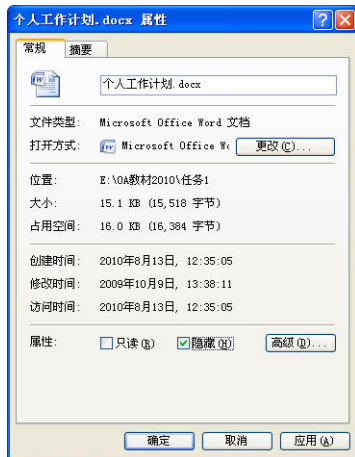 个人工作计划.docx 属性
常规 摘要
个人工作计划.docx
文件类型: Microsoft Office Word 文档
打开方式: Microsoft Office Wo 更改(C)...
位置: E:\OA教材2010\任务1
大小: 15.1 KB (15,518 字节)
占用空间: 16.0 KB (16,384 字节)
创建时间: 2010年8月13日, 12:35:05
修改时间: 2009年10月9日, 13:38:11
访问时间: 2010年8月13日, 12:35:05
属性: 只读(R) 隐藏(H) 高级(D)...
确定 取消 应用(A)